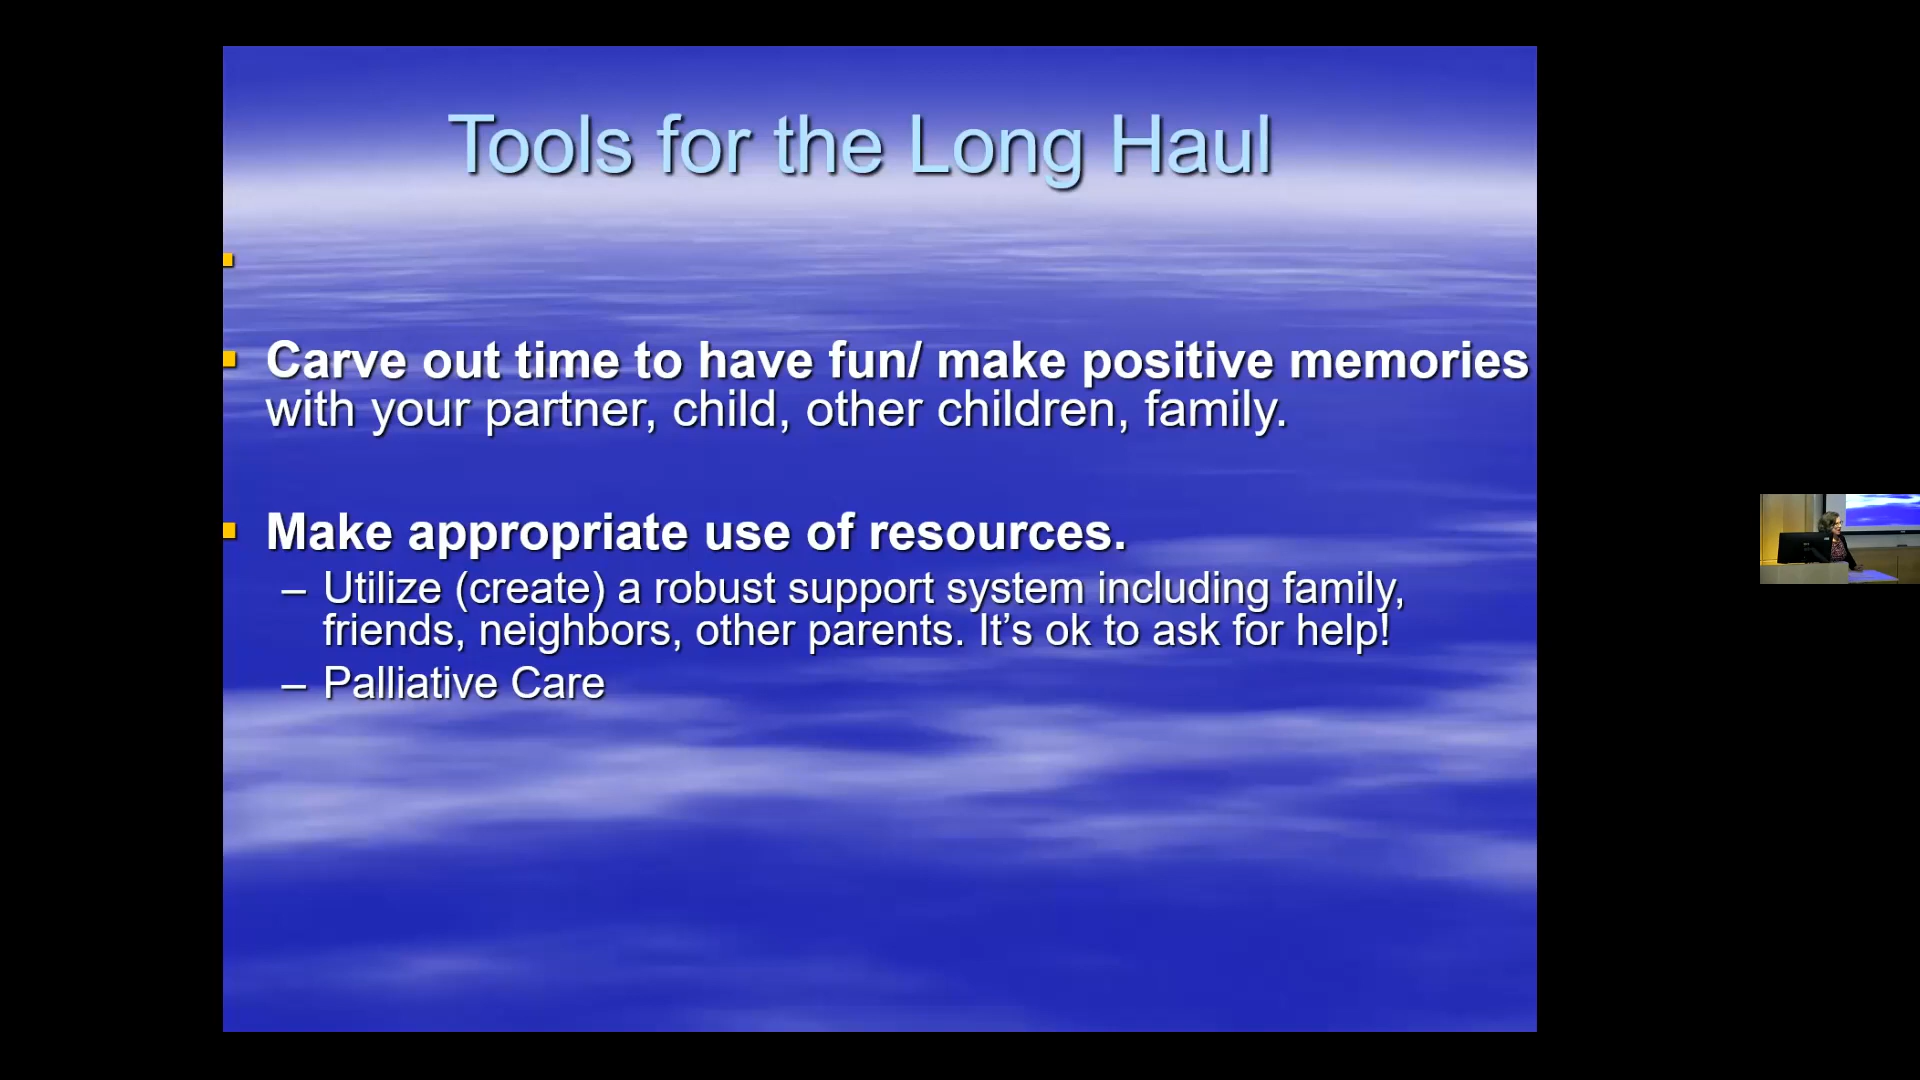 Tools for the Long Haul
Carve out time to have fun/ make positive memories
with your partner, child, other children, family.
Make appropriate use of resources.
– Utilize (create) a robust support system including family,
friends, neighbors, other parents. It’s ok to ask for help!
– Palliative Care